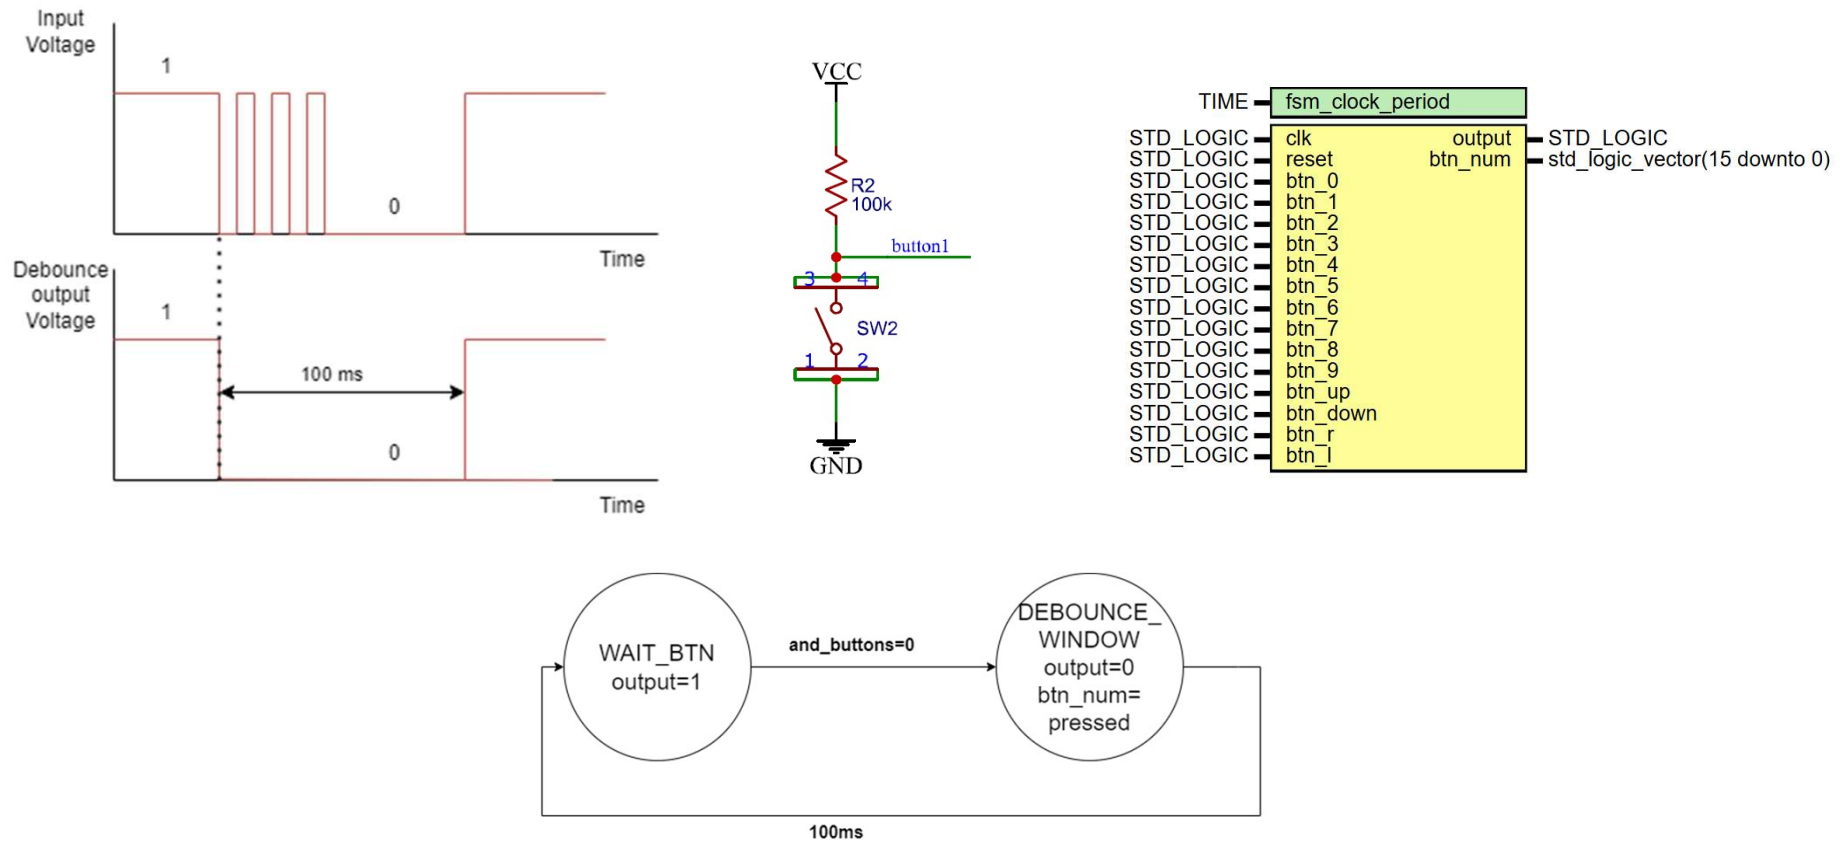 Input
Voltage
1
0
Time
Debounce
output
Voltage
1
100 ms
0
Time
VCC
R2
100k
button1
3 4
SW2
1 2
GND
TIME fsm_clock_period
STD_LOGIC clk output STD_LOGIC
STD_LOGIC reset btn_num std_logic_vector(15 downto 0)
STD_LOGIC btn_0
STD_LOGIC btn_1
STD_LOGIC btn_2
STD_LOGIC btn_3
STD_LOGIC btn_4
STD_LOGIC btn_5
STD_LOGIC btn_6
STD_LOGIC btn_7
STD_LOGIC btn_8
STD_LOGIC btn_9
STD_LOGIC btn_up
STD_LOGIC btn_down
STD_LOGIC btn_r
STD_LOGIC btn_l
WAIT_BTN
output=1
and_buttons=0
DEBOUNCE_
WINDOW
output=0
btn_num=
pressed
100ms